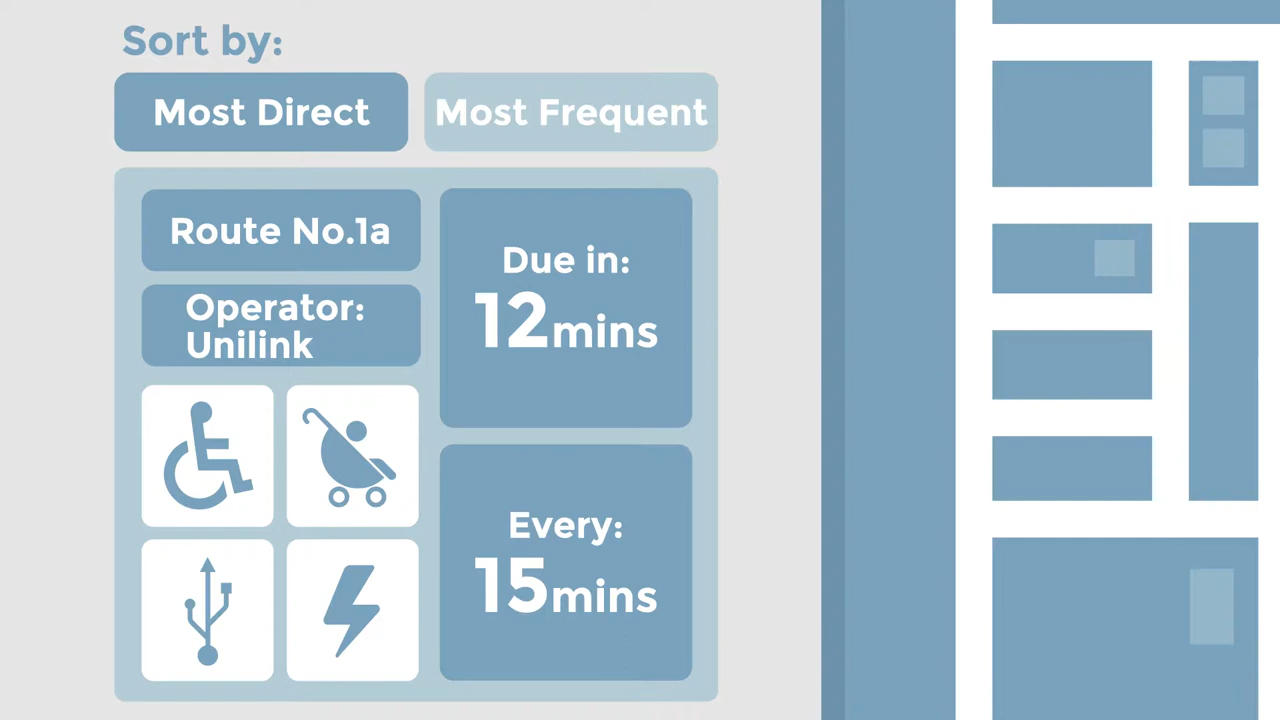 Sort by:
Most Direct
Most Frequent
Route No.1a
Operator:
Unilink
Due in:
12mins
Every:
15mins